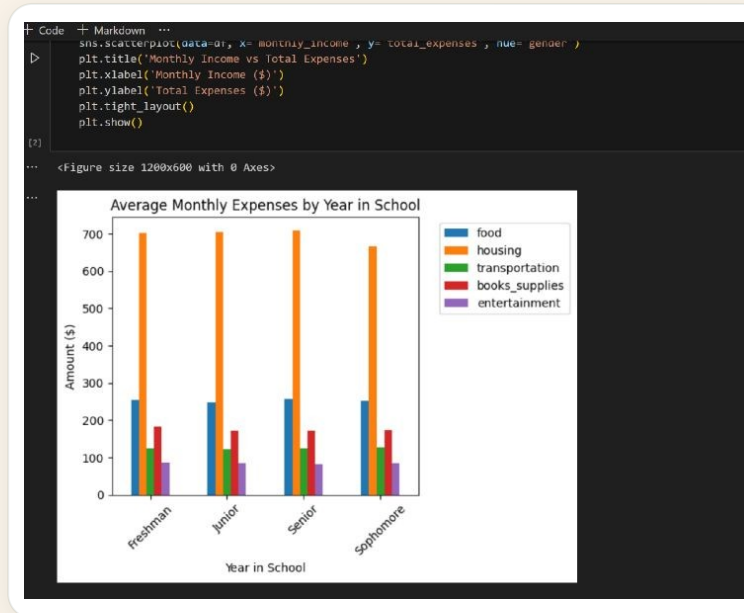 + Code + Markdown ...
sns.scatterplot(data=df, x='monthly_income', y='total_expenses', hue='gender')
plt.title('Monthly Income vs Total Expenses')
plt.xlabel('Monthly Income ($)')
plt.ylabel('Total Expenses ($)')
plt.tight_layout()
plt.show()
[7]
... <Figure size 1200x600 with 0 Axes>
...
Average Monthly Expenses by Year in School
food
housing
transportation
books_supplies
entertainment
700
600
500
400
300
200
100
0
Amount ($)
Freshman
Junior
Senior
Sophomore
Year in School